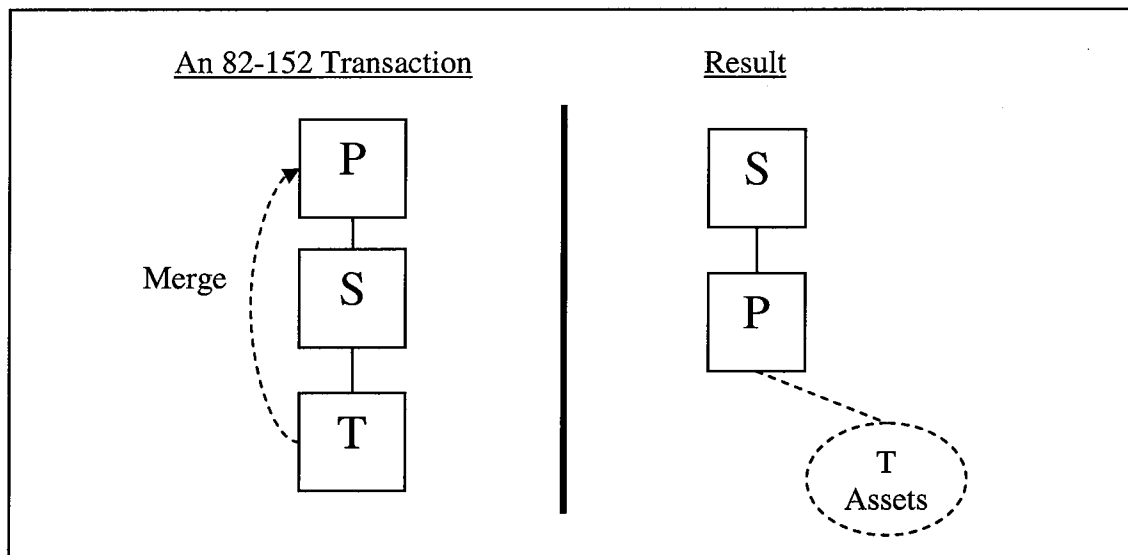 An 82-152 Transaction
Result
P
S
Merge
T
S
P
T
Assets